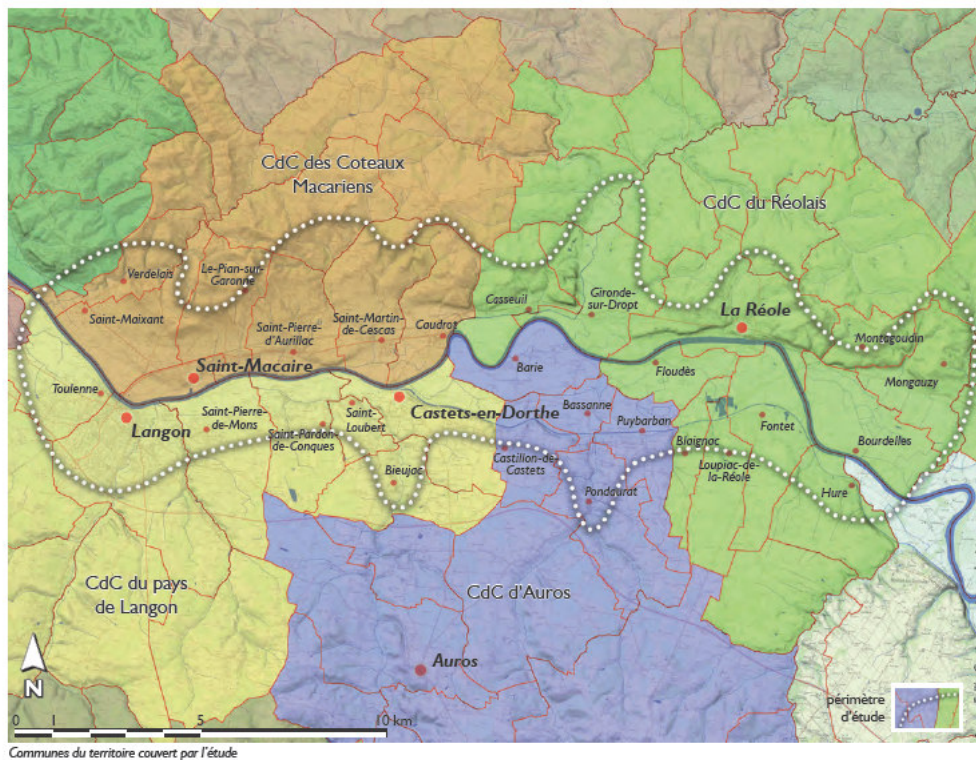 CdC des Coteaux
Macariens
CdC du Réolais
Verdelais
Le-Pian-sur-
Garonne
Saint-Maixant
Saint-Pierre-
d'Aurillac
Saint-Martin-
de-Cescas
Caudrot
Casseuil
Gironde-
sur-Dropt
La Réole
Montagoudin
Mongauzy
Saint-Macaire
Barie
Floudès
Toulenne
Langon
Saint-Pierre-
de-Mons
Saint-Pardon-
de-Conques
Saint-
Loubert
Castets-en-Dorthe
Bassanne
Puybarban
Fontet
Bourdelles
Bieujac
Castillon-de-
Castets
Blaignac
Loupiac-de-
la-Réole
Pondaurat
Hure
CdC du pays
de Langon
CdC d'Auros
Auros
N
0 1 5 10 km
périmètre
d'étude
Communes du territoire couvert par l'étude